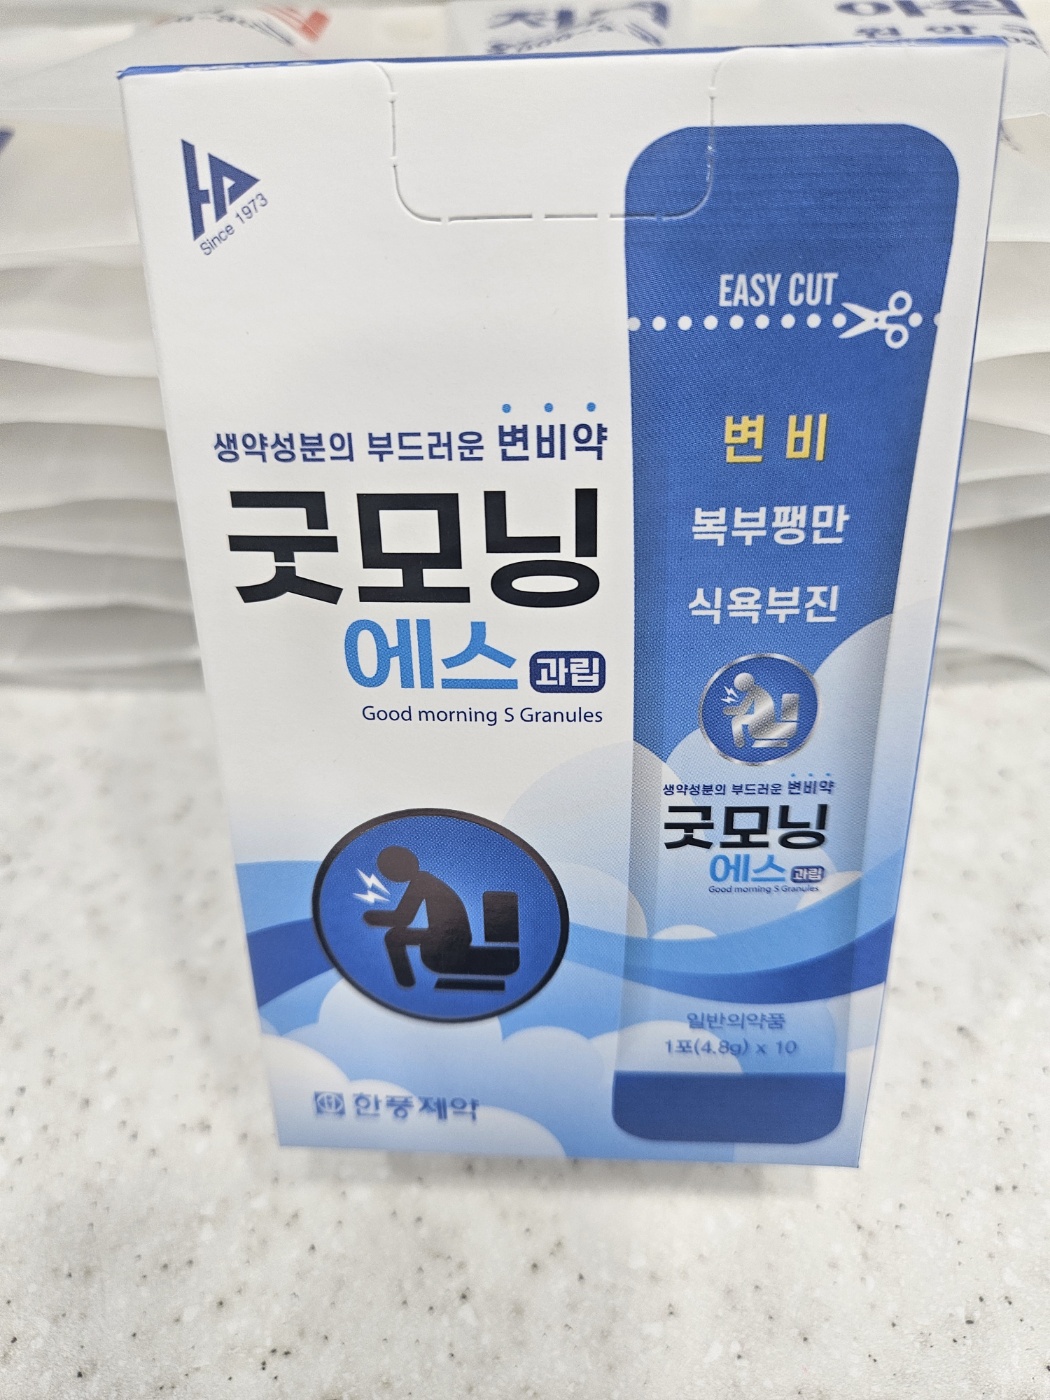 Since 1973
생약성분의 부드러운 변비약
굿모닝
에스 과립
Good morning S Granules
한풍제약
EASY CUT
변비
복부팽만
식욕부진
생약성분의 부드러운 변비약
굿모닝
에스 과립
Good morning S Granules
일반의약품
1포(4.8g) x 10